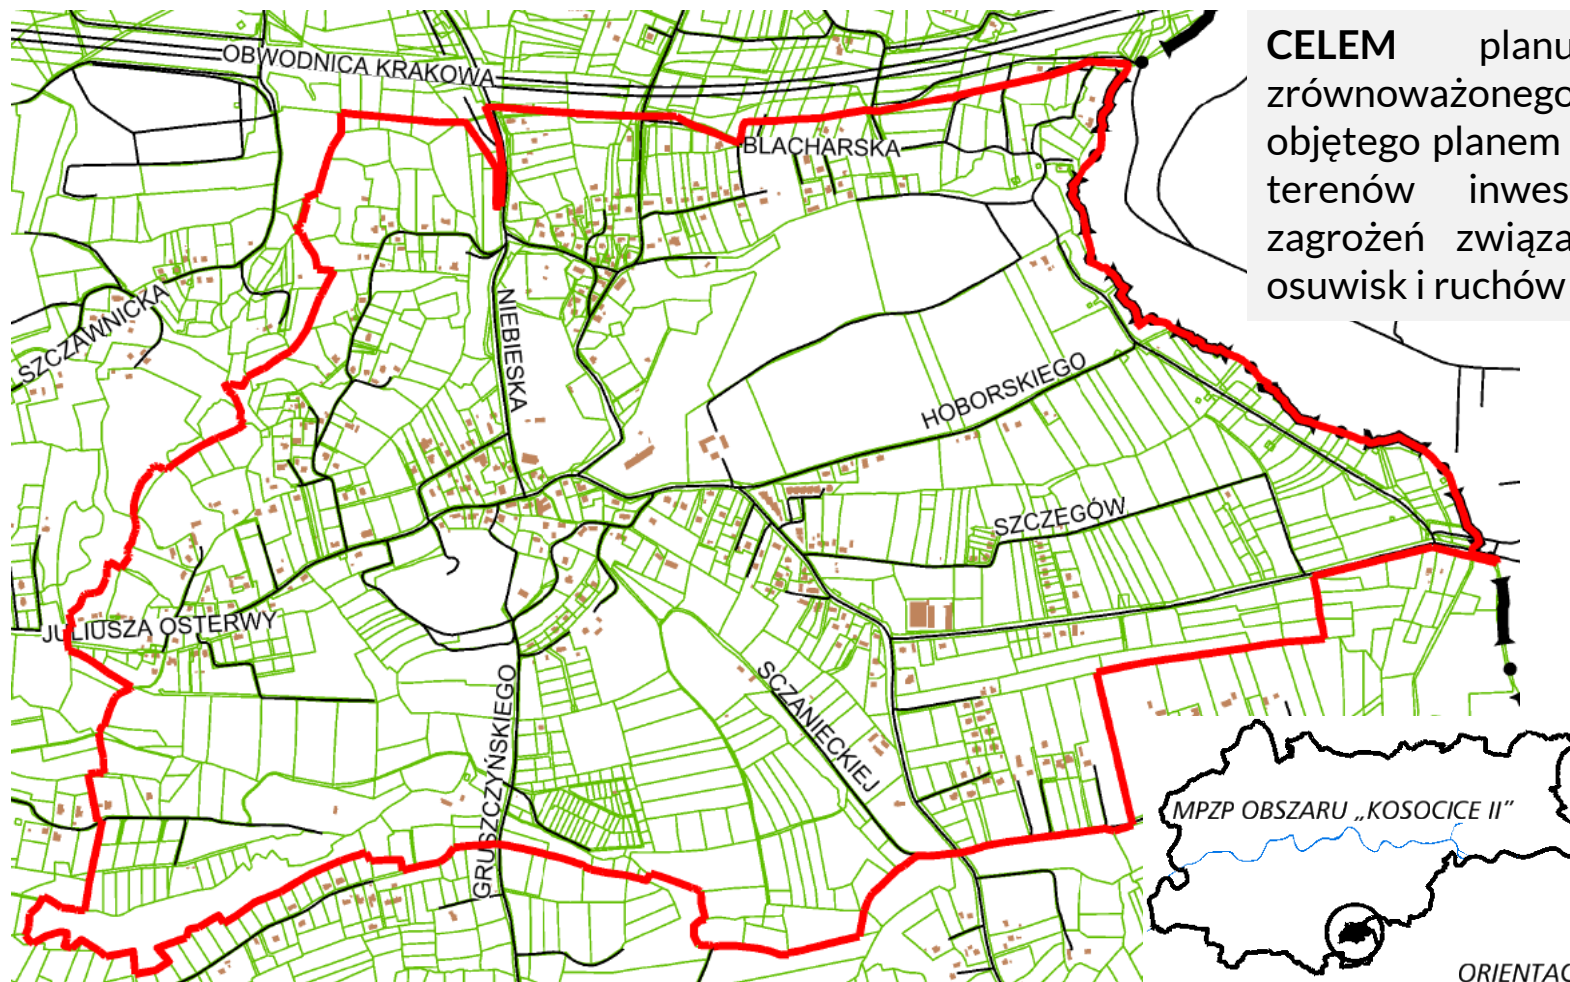 OBWODNICA KRAKOWA
CELEM planu
zrównoważonego
objętego planem
terenów inwes
zagrożeń związa
osuwisk i ruchów
BLACHARSKA
SZCZAWNICKA
NIEBIESKA
HOBORSKIEGO
SZCZEGÓW
JULIUSZA OSTERWY
GRUSZCZYŃSKIEGO
SCZANIECKIEJ
MPZP OBSZARU „KOSOCICE II”
ORIENTAC